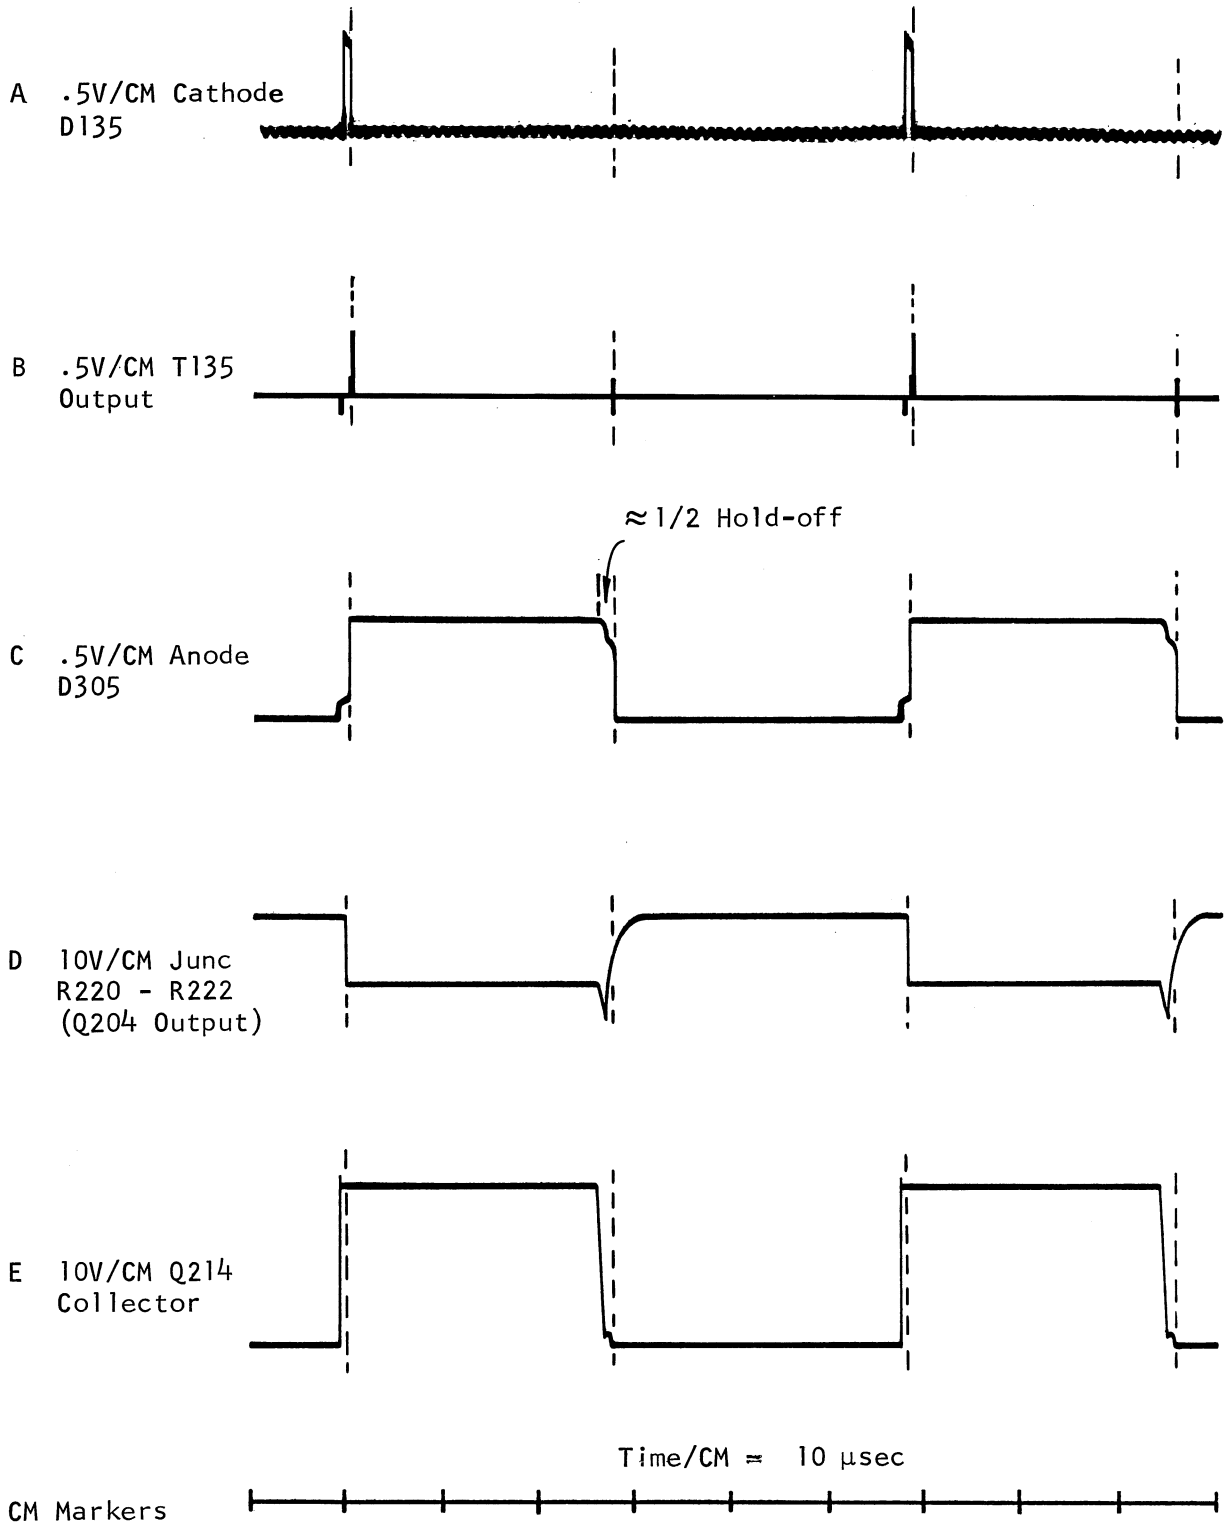 A .5V/CM Cathode
D135
B .5V/CM T135
Output
≈ 1/2 Hold-off
C .5V/CM Anode
D305
D 10V/CM Junc
R220 - R222
(Q204 Output)
E 10V/CM Q214
Collector
Time/CM = 10 μsec
CM Markers